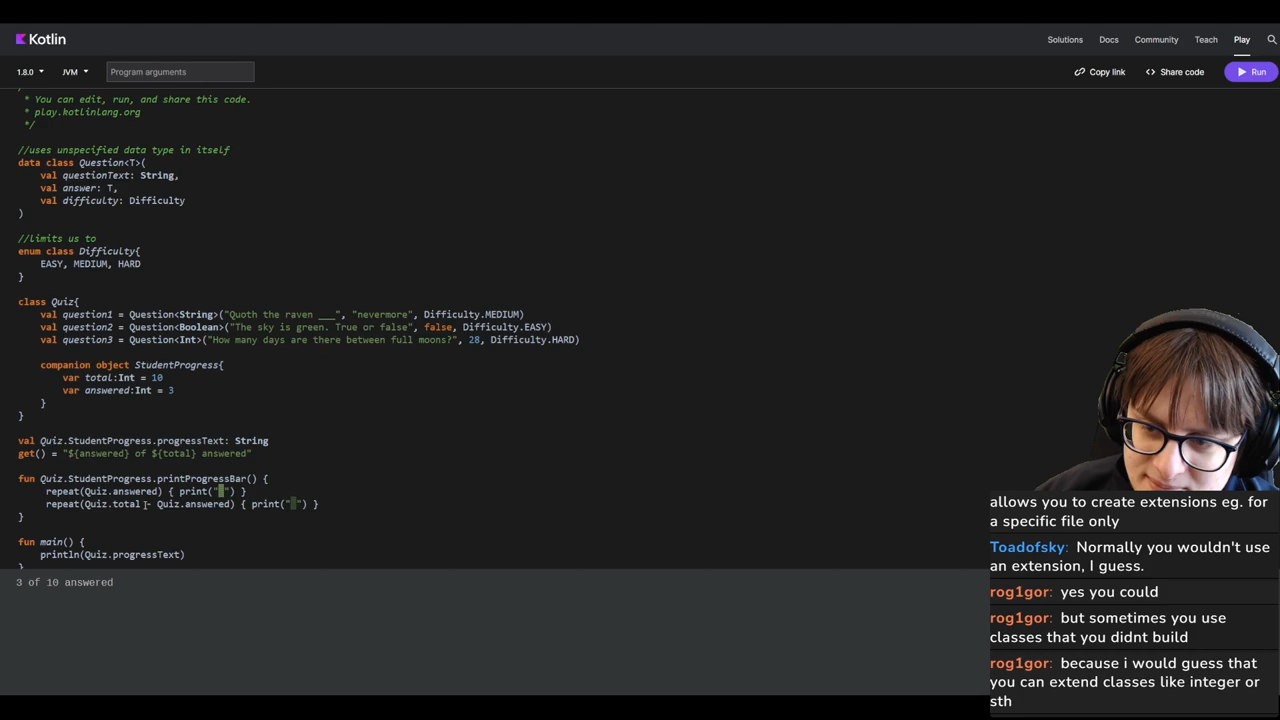 Kotlin
Solutions Docs Community Teach Play
1.8.0 JVM Program arguments Copy link Share code Run
* You can edit, run, and share this code.
* play.kotlinlang.org
*/
//uses unspecified data type in itself
data class Question<T>(
val questionText: String,
val answer: T,
val difficulty: Difficulty
)
//limits us to
enum class Difficulty{
EASY, MEDIUM, HARD
}
class Quiz{
val question1 = Question<String>("Quoth the raven ___", "nevermore", Difficulty.MEDIUM)
val question2 = Question<Boolean>("The sky is green. True or false", false, Difficulty.EASY)
val question3 = Question<Int>("How many days are there between full moons?", 28, Difficulty.HARD)
companion object StudentProgress{
var total:Int = 10
var answered:Int = 3
}
}
val Quiz.StudentProgress.progressText: String
get() = "${answered} of ${total} answered"
fun Quiz.StudentProgress.printProgressBar() {
repeat(Quiz.answered) { print("▓") }
repeat(Quiz.total - Quiz.answered) { print("▒") }
}
fun main() {
println(Quiz.progressText)
}
3 of 10 answered
allows you to create extensions eg. for
a specific file only
Toadofsky: Normally you wouldn't use
an extension, I guess.
rog1gor: yes you could
rog1gor: but sometimes you use
classes that you didnt build
rog1gor: because i would guess that
you can extend classes like integer or
sth